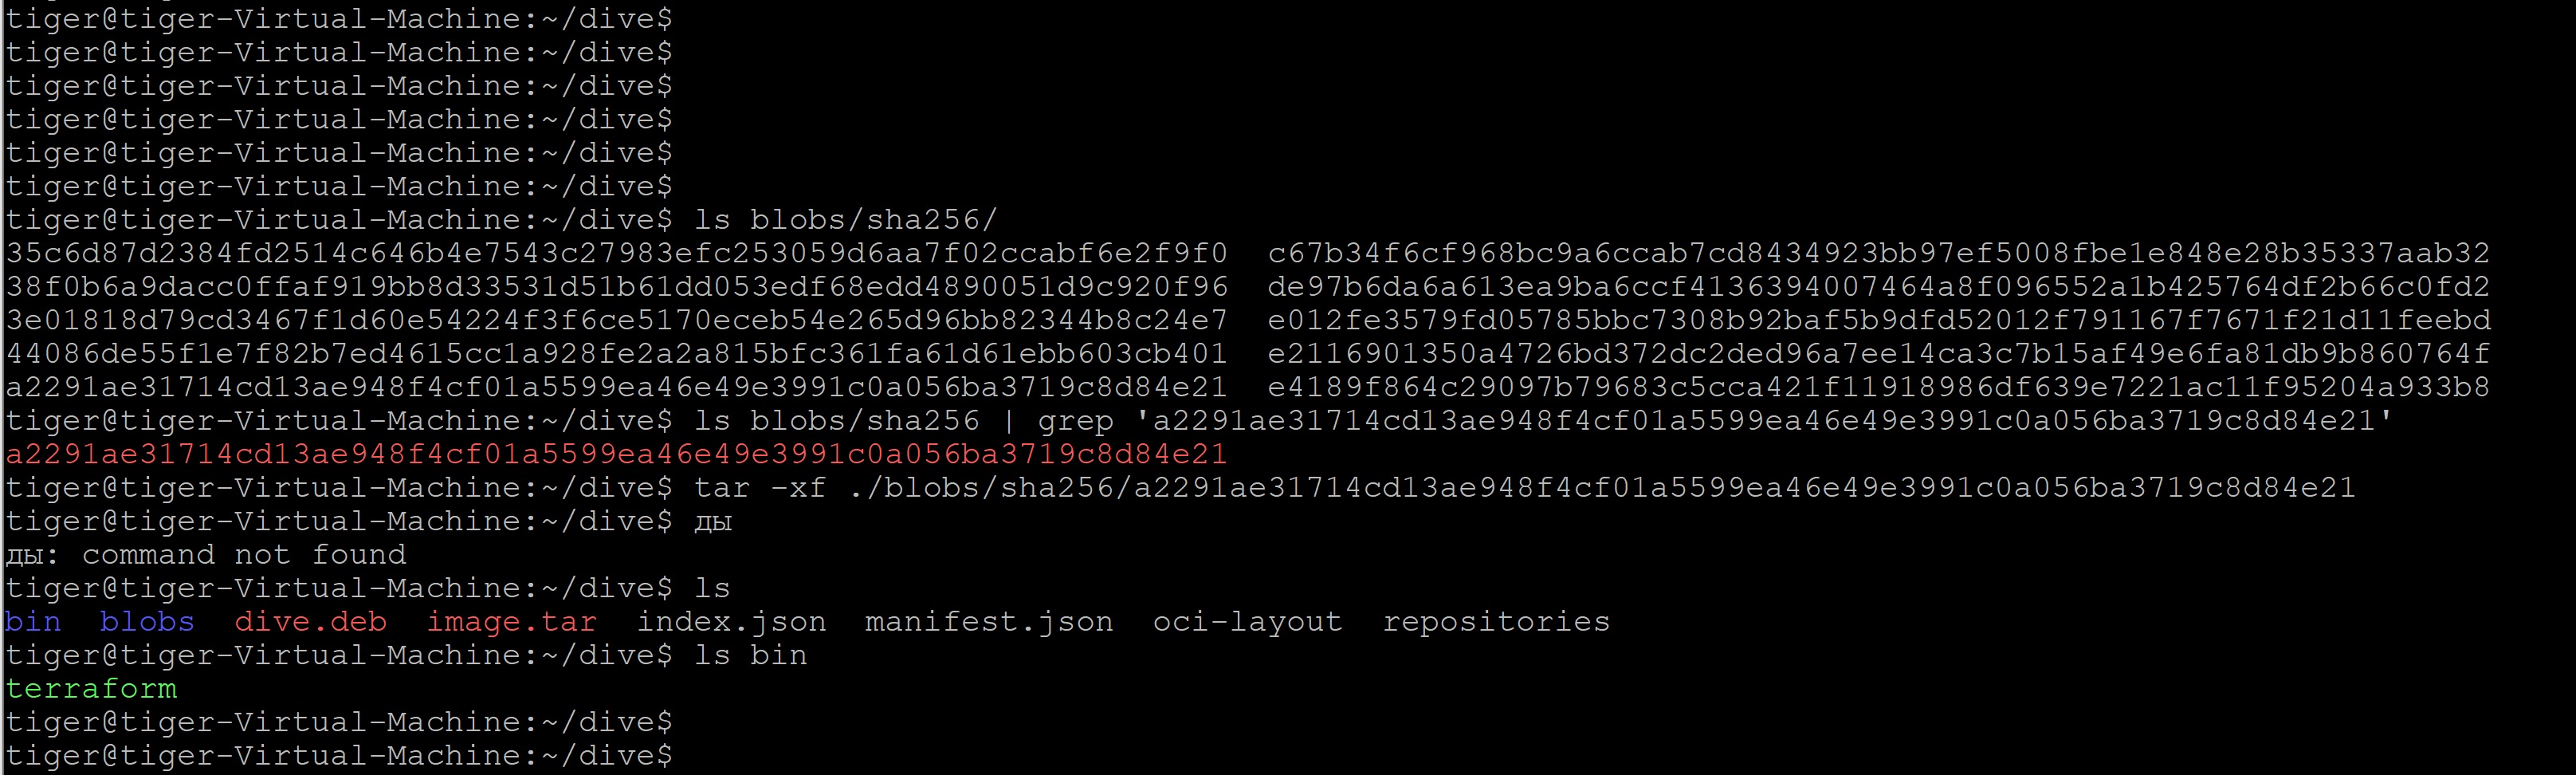 tiger@tiger-Virtual-Machine:~/dive$
tiger@tiger-Virtual-Machine:~/dive$
tiger@tiger-Virtual-Machine:~/dive$
tiger@tiger-Virtual-Machine:~/dive$
tiger@tiger-Virtual-Machine:~/dive$
tiger@tiger-Virtual-Machine:~/dive$
tiger@tiger-Virtual-Machine:~/dive$ ls blobs/sha256/
35c6d87d2384fd2514c646b4e7543c27983efc253059d6aa7f02ccabf6e2f9f0  c67b34f6cf968bc9a6ccab7cd8434923bb97ef5008fbe1e848e28b35337aab32
38f0b6a9dacc0ffaf919bb8d33531d51b61dd053edf68edd4890051d9c920f96  de97b6da6a613ea9ba6ccf4136394007464a8f096552a1b425764df2b66c0fd2
3e01818d79cd3467f1d60e54224f3f6ce5170eceb54e265d96bb82344b8c24e7  e012fe3579fd05785bbc7308b92baf5b9dfd52012f791167f7671f21d11feebd
44086de55f1e7f82b7ed4615cc1a928fe2a2a815bfc361fa61d61ebb603cb401  e2116901350a4726bd372dc2ded96a7ee14ca3c7b15af49e6fa81db9b860764f
a2291ae31714cd13ae948f4cf01a5599ea46e49e3991c0a056ba3719c8d84e21  e4189f864c29097b79683c5cca421f11918986df639e7221ac11f95204a933b8
tiger@tiger-Virtual-Machine:~/dive$ ls blobs/sha256 | grep 'a2291ae31714cd13ae948f4cf01a5599ea46e49e3991c0a056ba3719c8d84e21'
a2291ae31714cd13ae948f4cf01a5599ea46e49e3991c0a056ba3719c8d84e21
tiger@tiger-Virtual-Machine:~/dive$ tar -xf ./blobs/sha256/a2291ae31714cd13ae948f4cf01a5599ea46e49e3991c0a056ba3719c8d84e21
tiger@tiger-Virtual-Machine:~/dive$ ды
ды: command not found
tiger@tiger-Virtual-Machine:~/dive$ ls
bin  blobs  dive.deb  image.tar  index.json  manifest.json  oci-layout  repositories
tiger@tiger-Virtual-Machine:~/dive$ ls bin
terraform
tiger@tiger-Virtual-Machine:~/dive$
tiger@tiger-Virtual-Machine:~/dive$